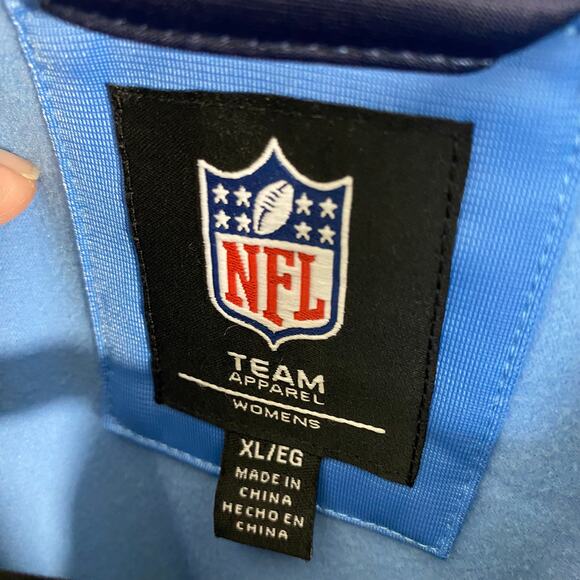 NFL
TEAM
APPAREL
WOMENS
XL/EG
MADE IN
CHINA
HECHO EN
CHINA